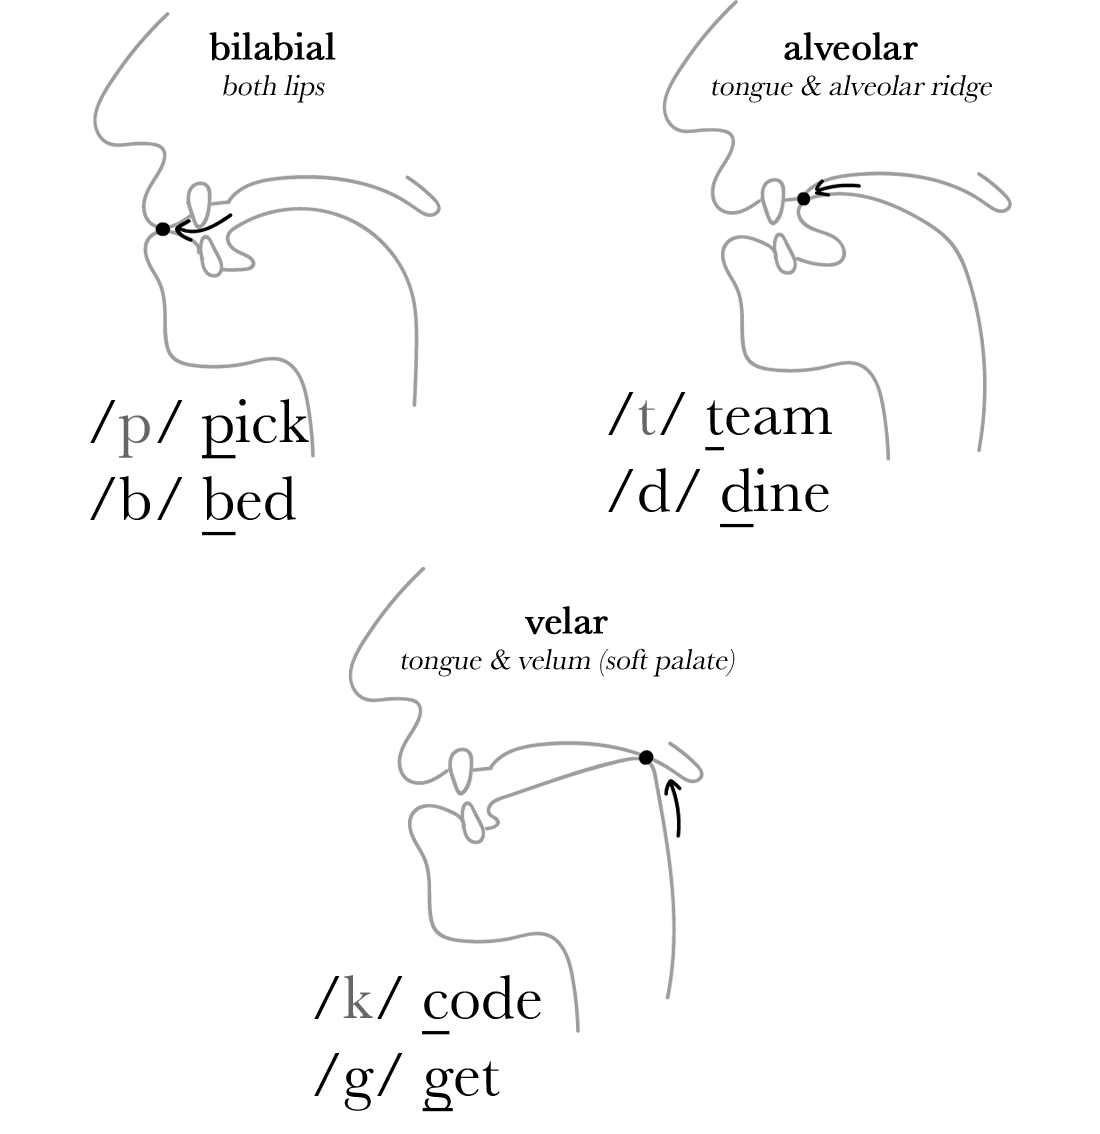 bilabial
both lips
/p/ pick
/b/ bed
alveolar
tongue & alveolar ridge
/t/ team
/d/ dine
velar
tongue & velum (soft palate)
/k/ code
/g/ get